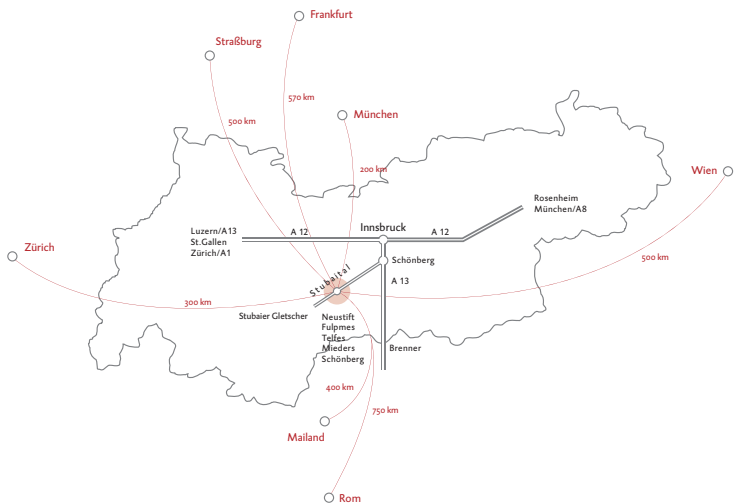 Frankfurt
Straßburg
570 km
München
500 km
200 km
Wien
Rosenheim
München/A8
Luzern/A13
St.Gallen
Zürich/A1
A 12
Innsbruck
A 12
Zürich
Schönberg
500 km
Stubaital
A 13
300 km
Stubaier Gletscher
Neustift
Fulpmes
Telfes
Mieders
Schönberg
Brenner
400 km
750 km
Mailand
Rom